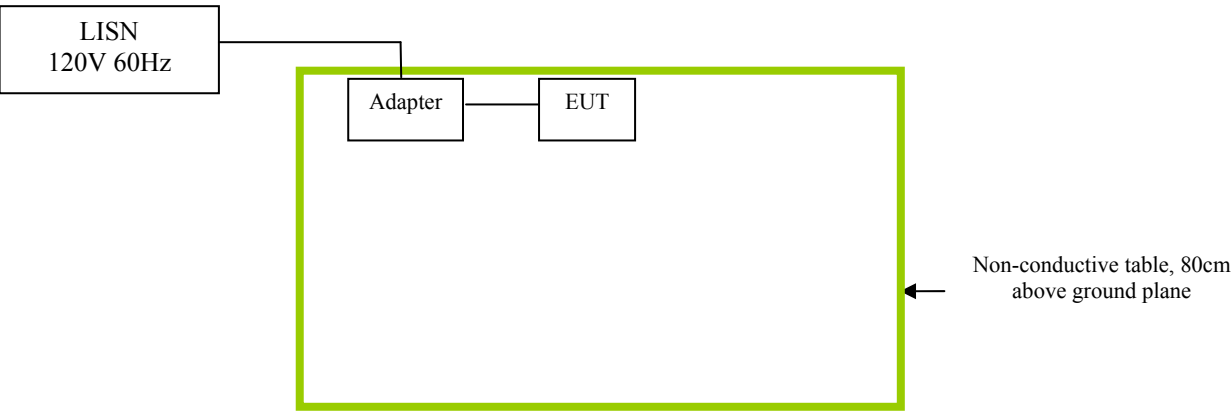 LISN
120V 60Hz
Adapter
EUT
Non-conductive table, 80cm
above ground plane